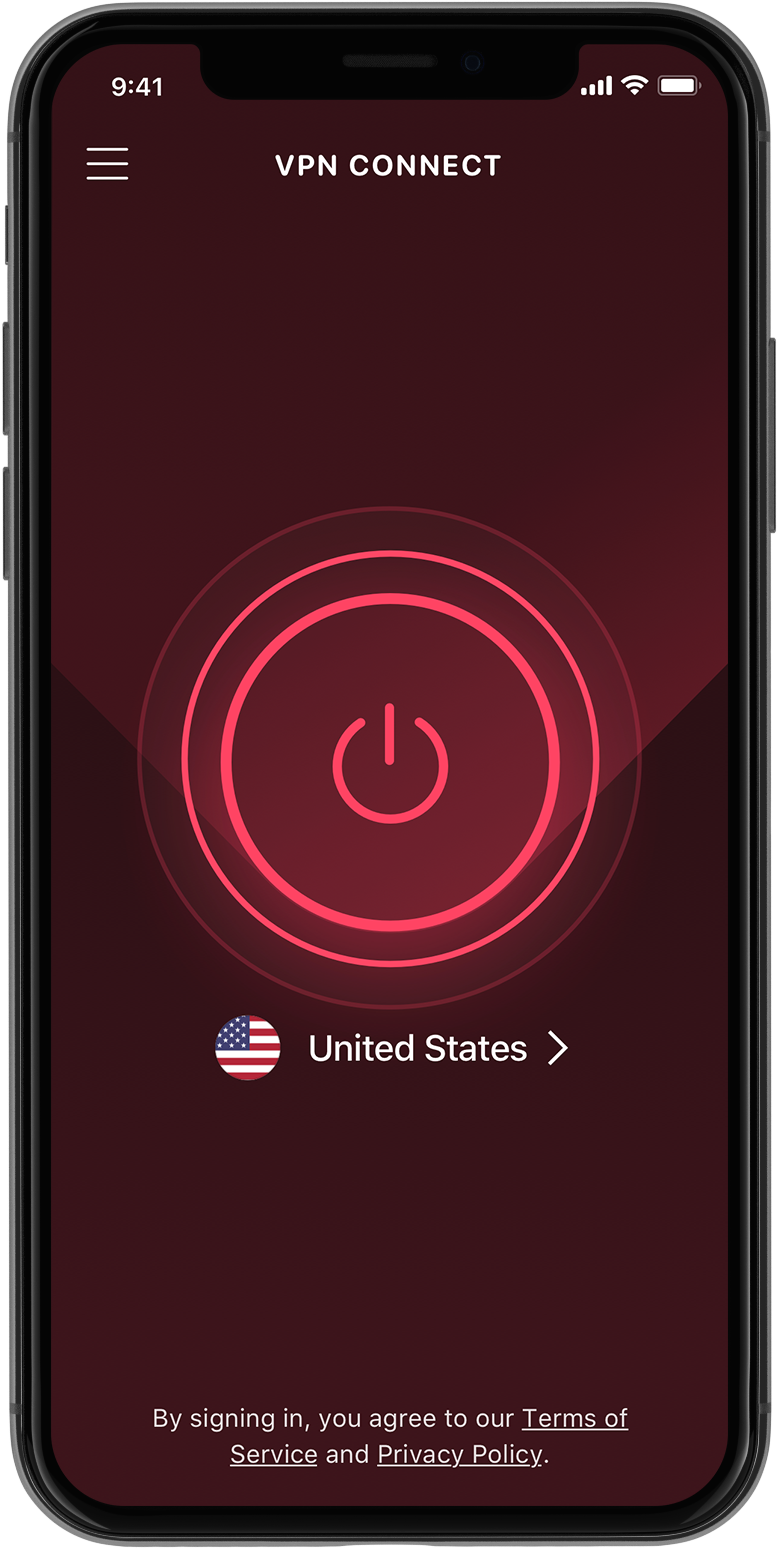 9:41
VPN CONNECT
United States
By signing in, you agree to our Terms of
Service and Privacy Policy.